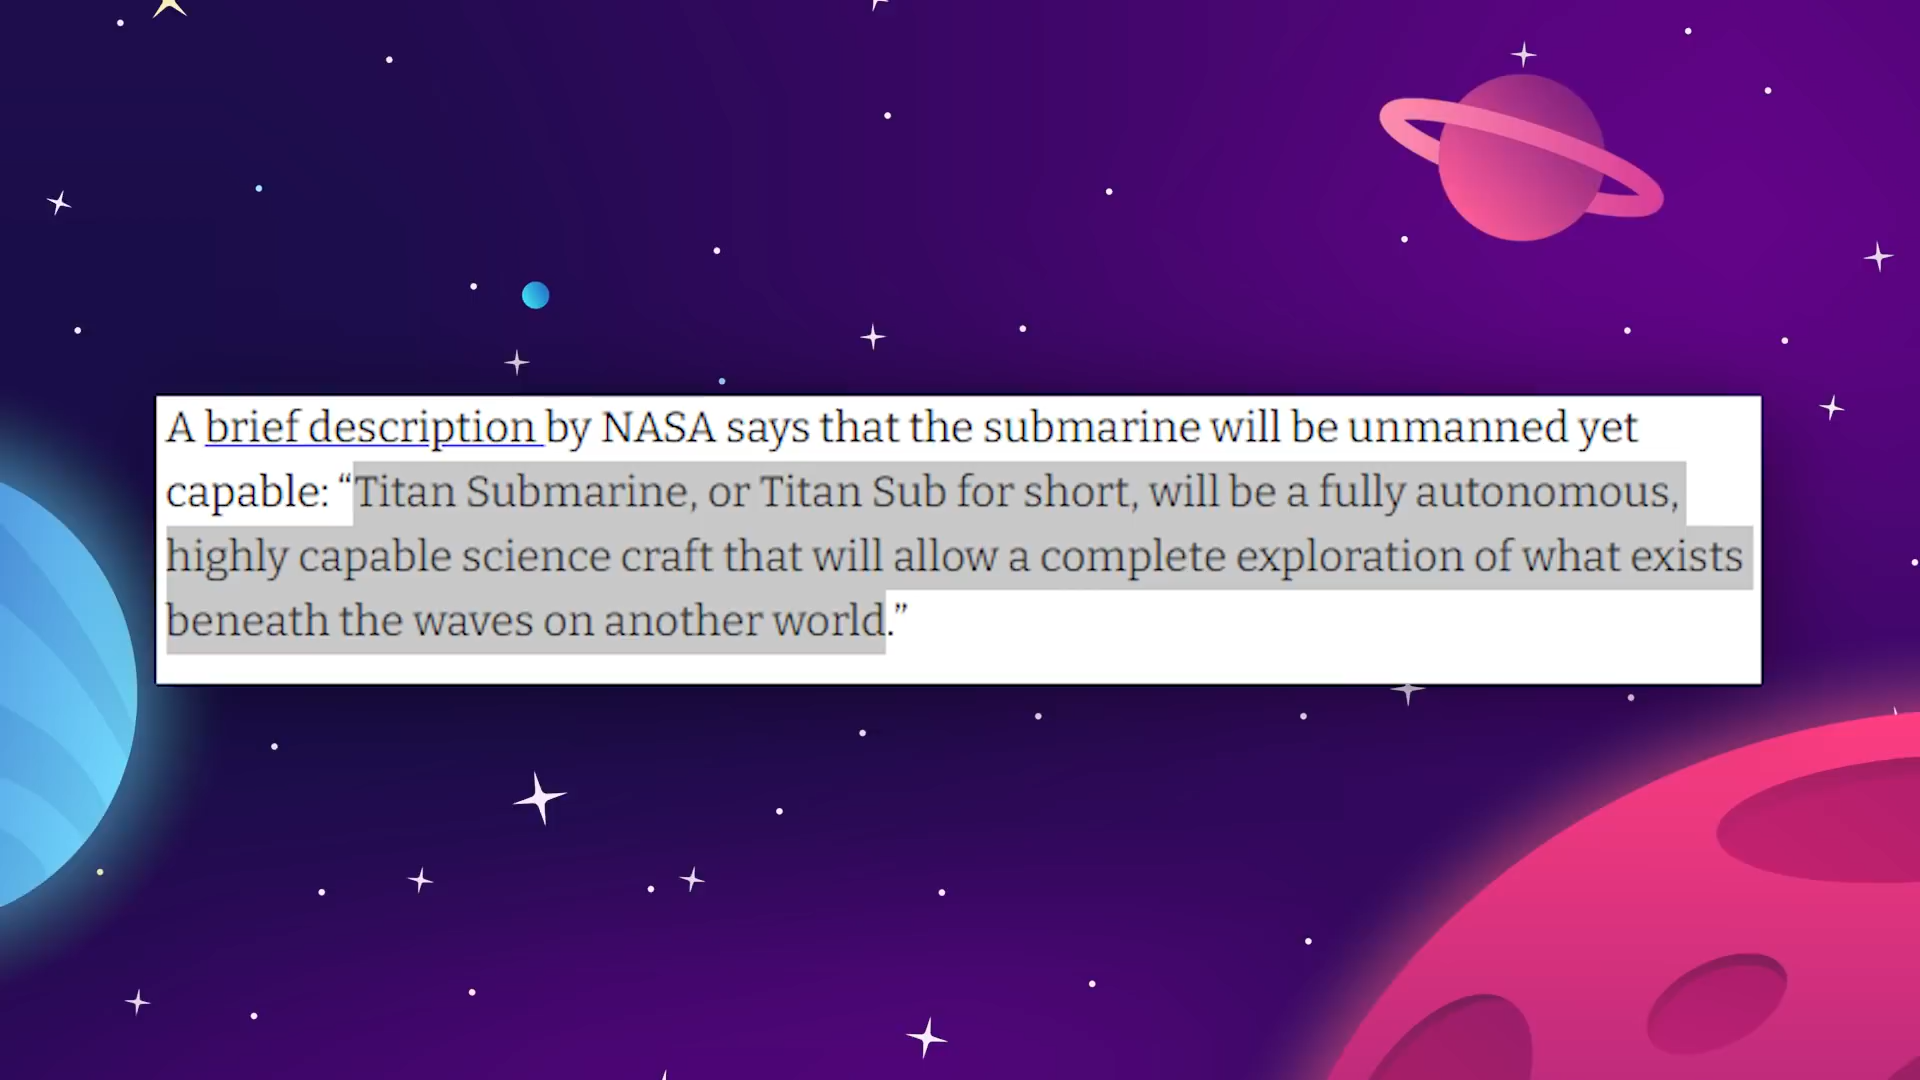 A brief description by NASA says that the submarine will be unmanned yet
capable: “Titan Submarine, or Titan Sub for short, will be a fully autonomous,
highly capable science craft that will allow a complete exploration of what exists
beneath the waves on another world.”